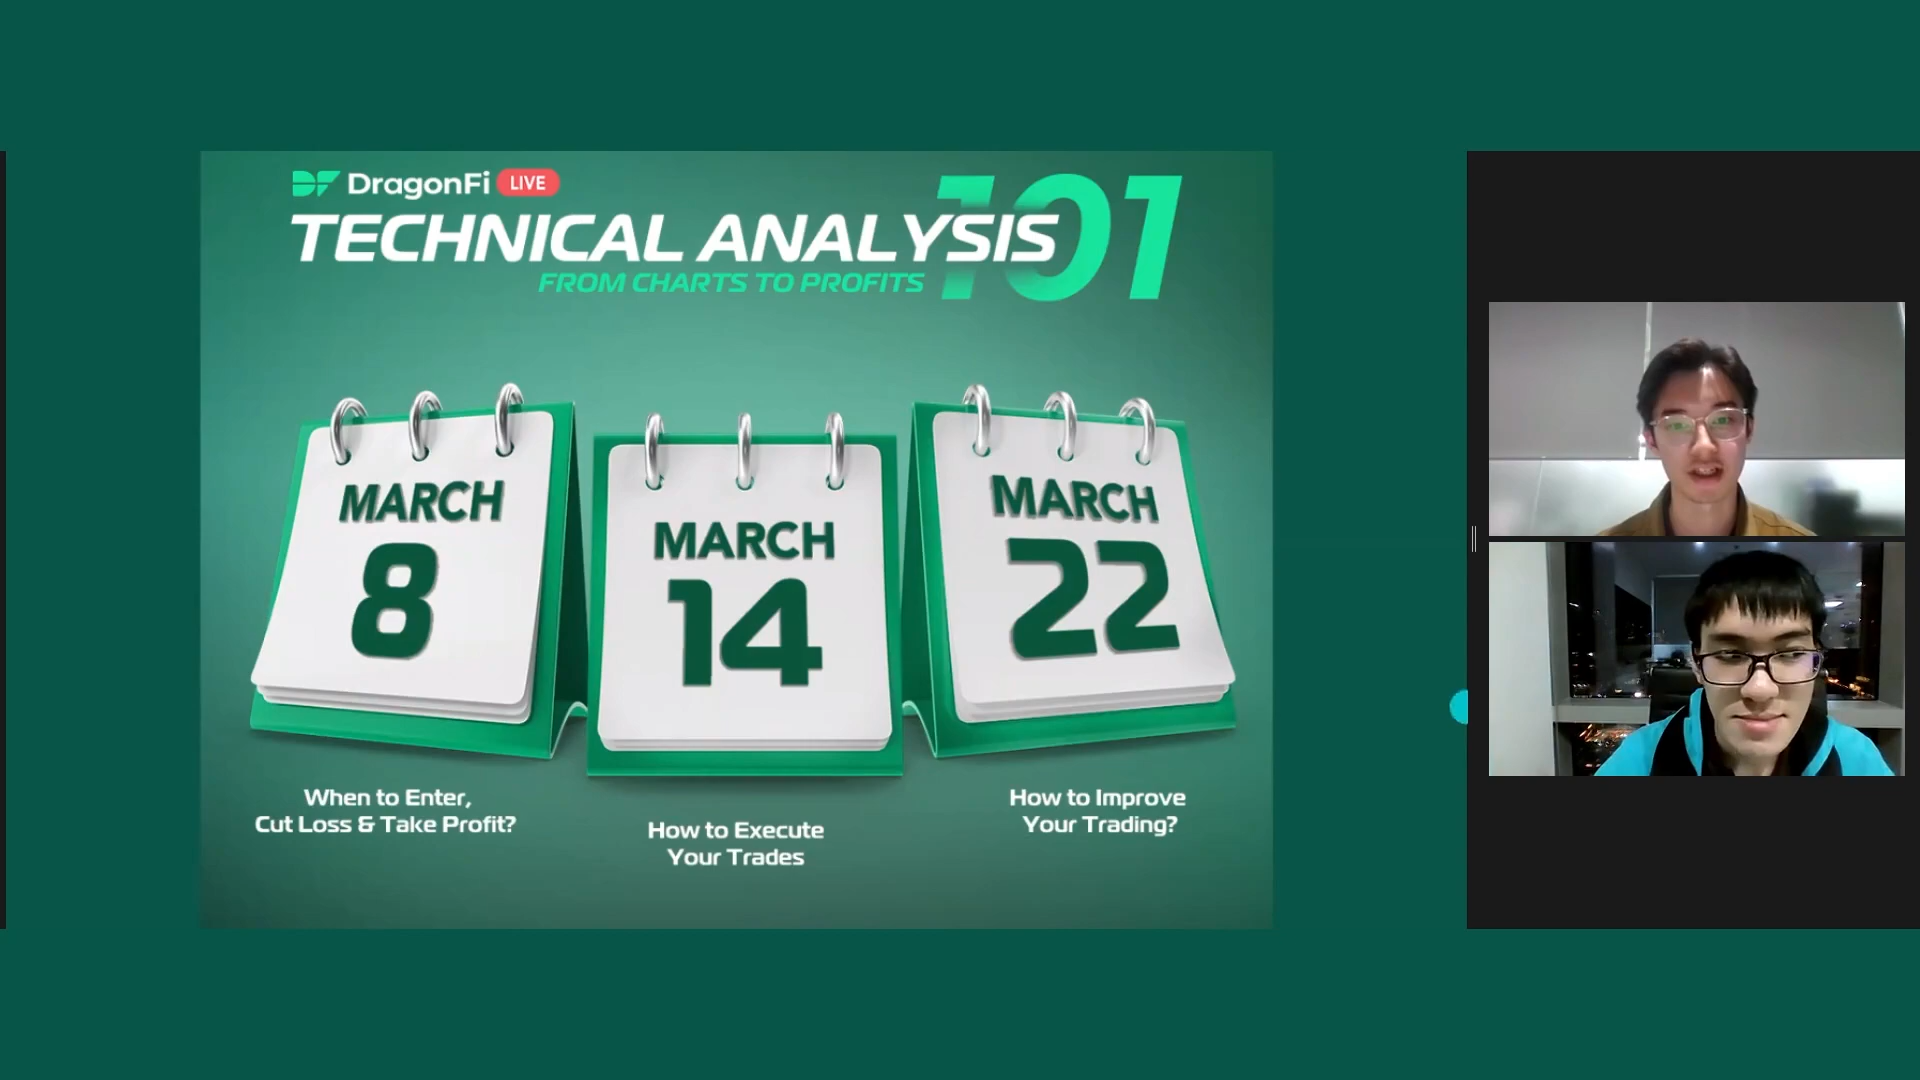 DragonFi LIVE
TECHNICAL ANALYSIS 101
FROM CHARTS TO PROFITS
MARCH
8
When to Enter,
Cut Loss & Take Profit?
MARCH
14
How to Execute
Your Trades
MARCH
22
How to Improve
Your Trading?